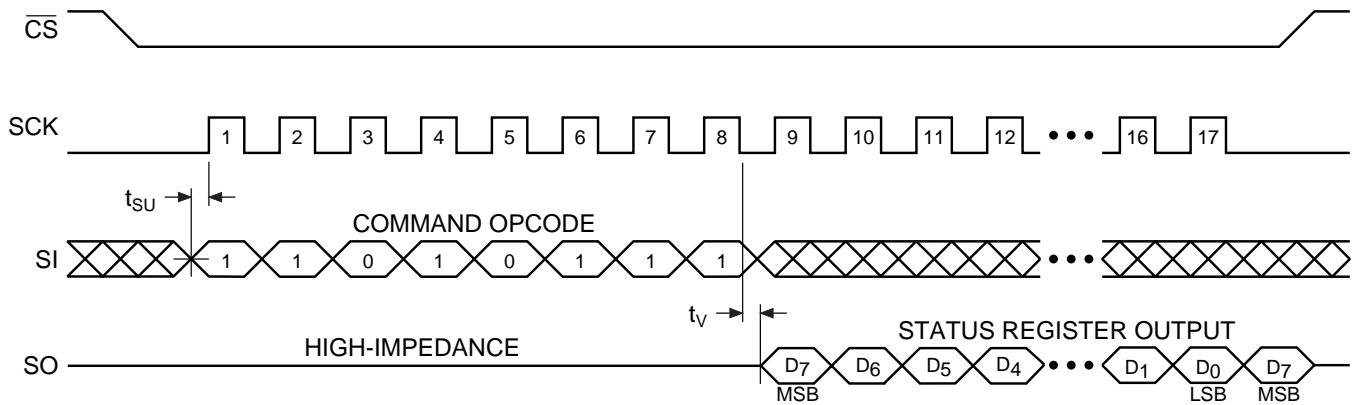 CS
SCK 1 2 3 4 5 6 7 8 9 10 11 12 ••• 16 17
tSU
COMMAND OPCODE
SI 1 1 0 1 0 1 1 1 •••
tV
STATUS REGISTER OUTPUT
HIGH-IMPEDANCE
SO D7 D6 D5 D4 ••• D1 D0 D7
MSB LSB MSB